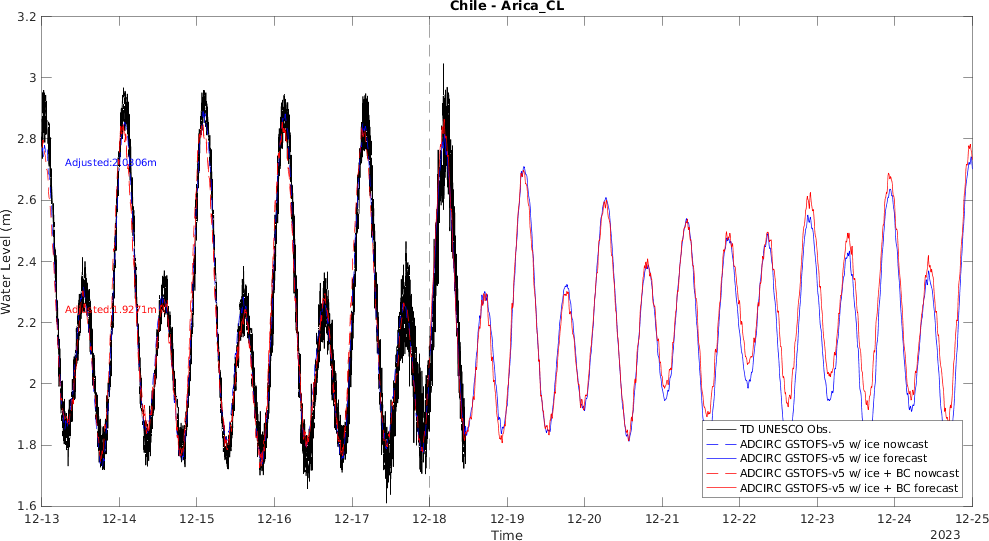 Chile - Arica_CL
3.2
3
2.8
2.6
2.4
2.2
2
1.8
1.6
Water Level (m)
Adjusted:2.0306m
Adjusted:1.9271m
TD UNESCO Obs.
ADCIRC GSTOFS-v5 w/ ice nowcast
ADCIRC GSTOFS-v5 w/ ice forecast
ADCIRC GSTOFS-v5 w/ ice + BC nowcast
ADCIRC GSTOFS-v5 w/ ice + BC forecast
12-13 12-14 12-15 12-16 12-17 12-18 12-19 12-20 12-21 12-22 12-23 12-24 12-25
Time
2023